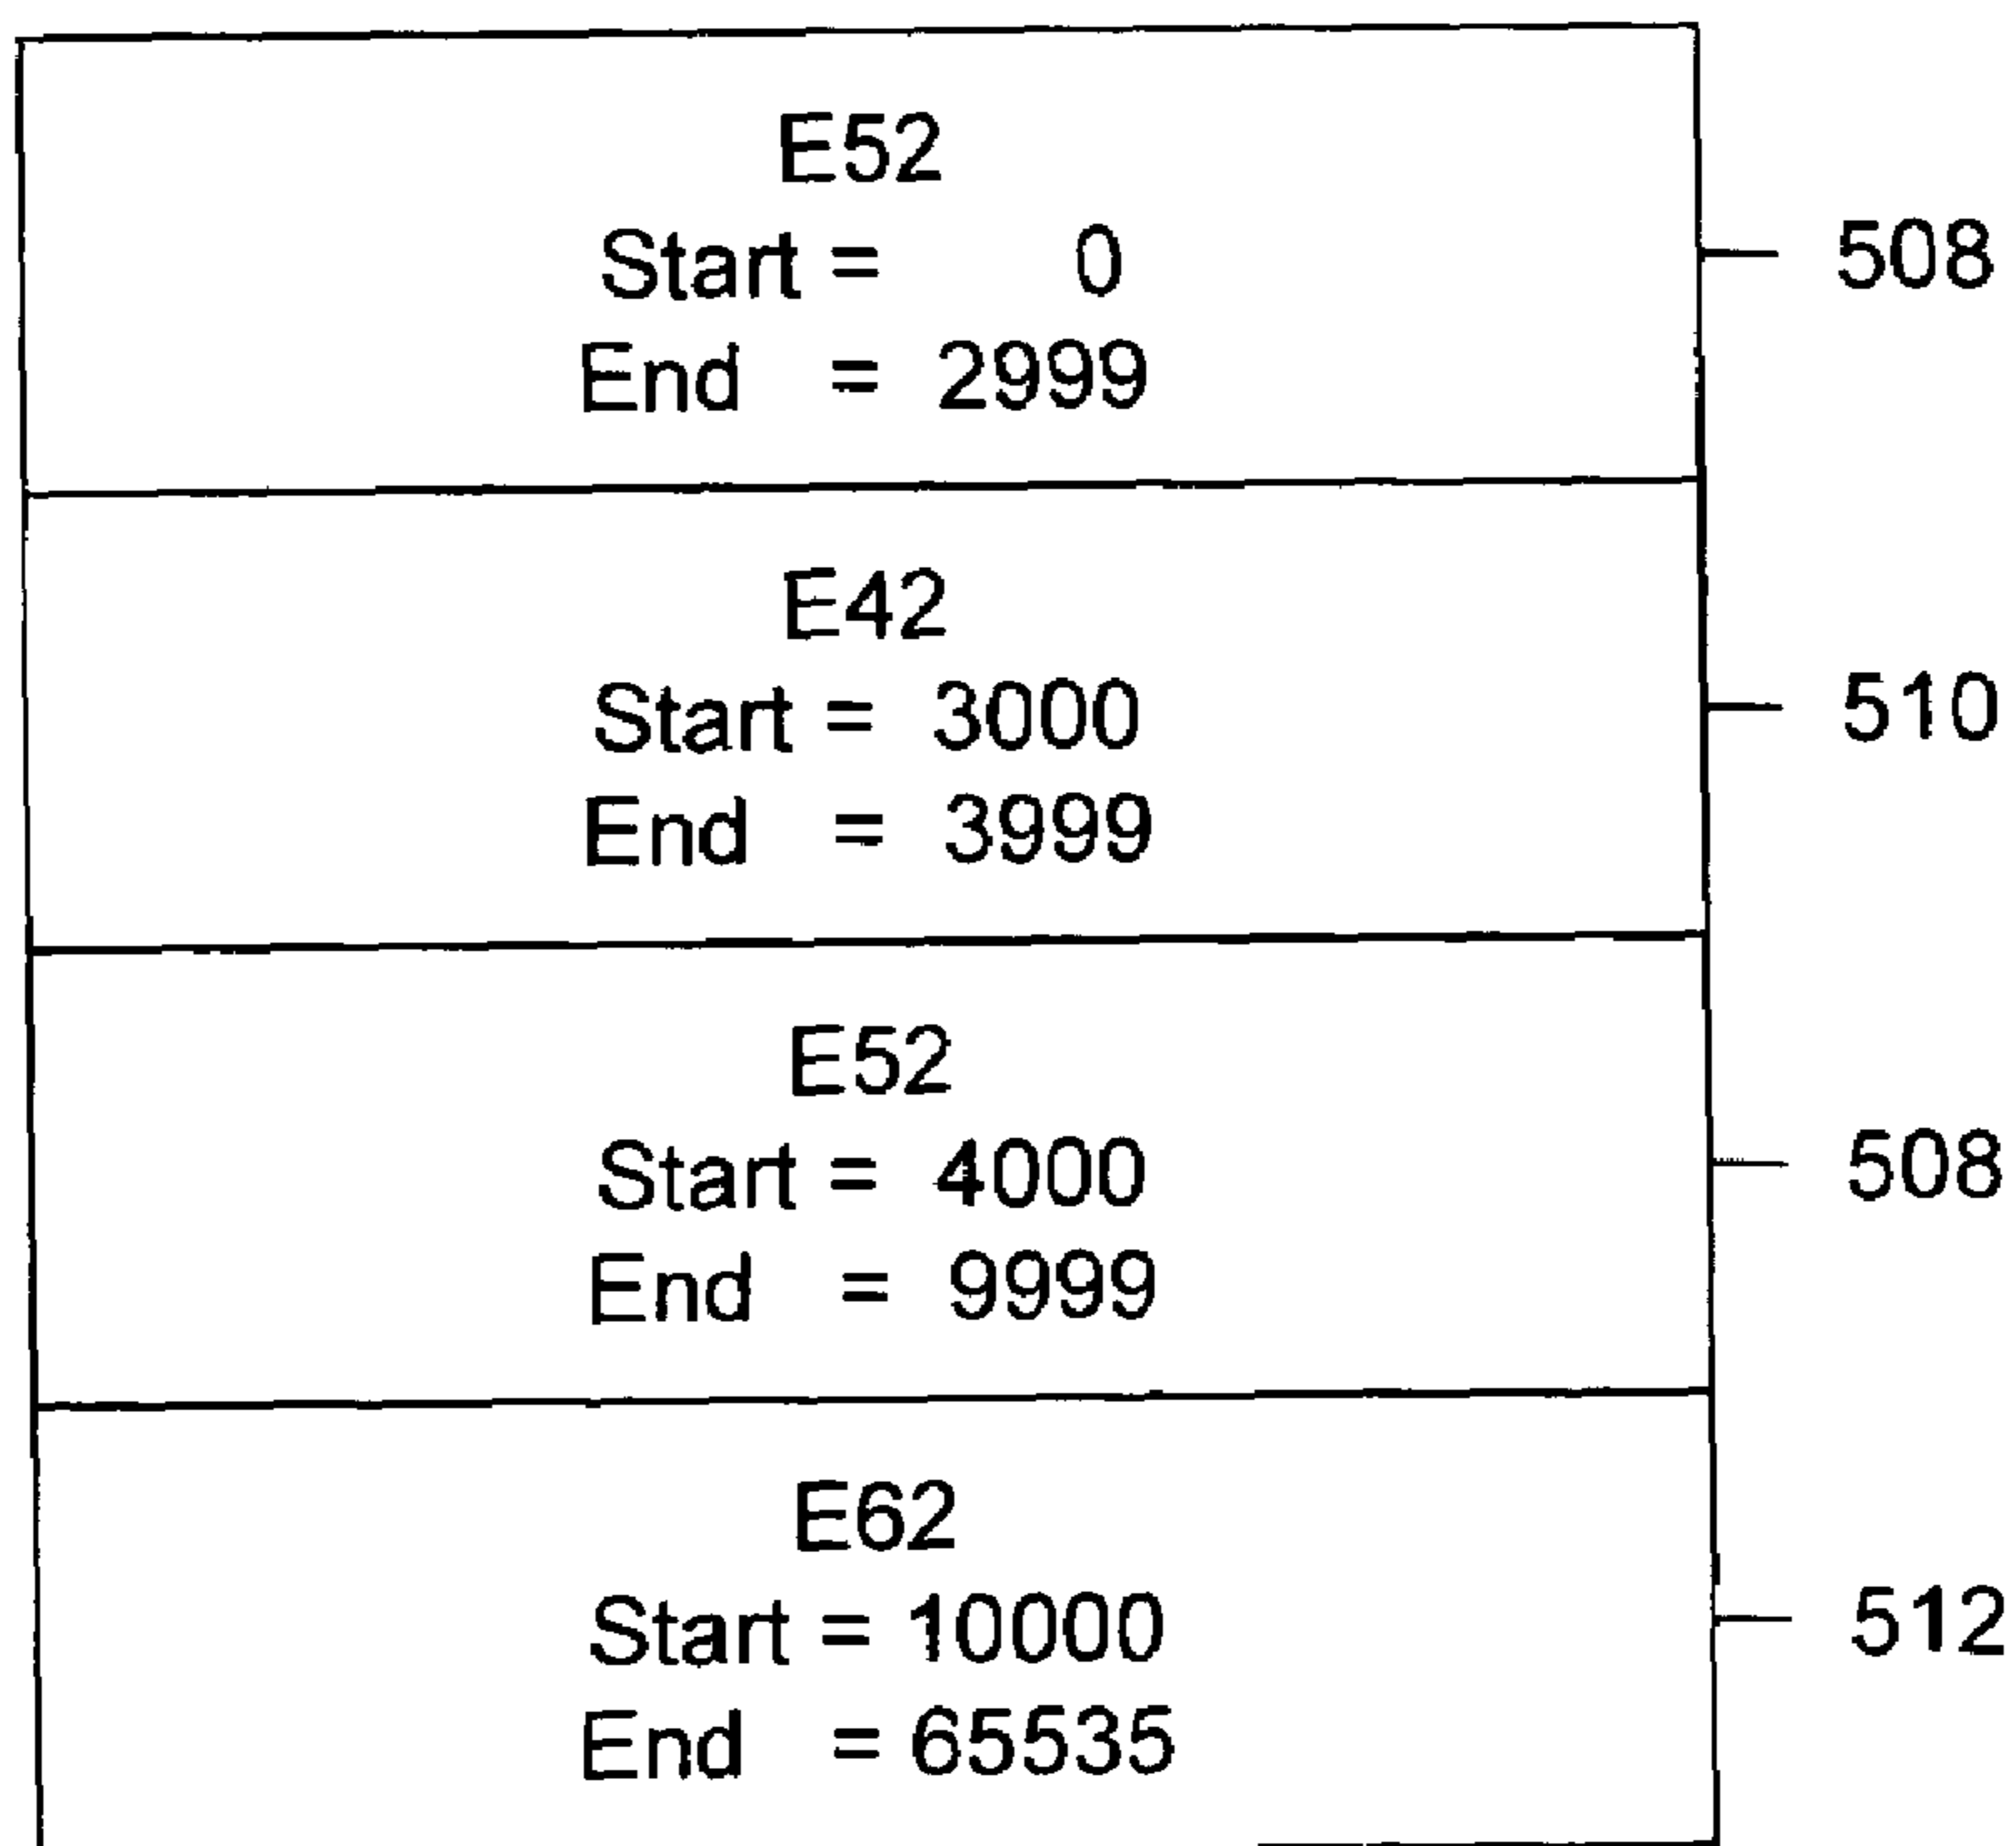 E52
Start = 0
508
End = 2999
E42
Start = 3000
510
End = 3999
E52
Start = 4000
508
End = 9999
E62
Start = 10000
512
End = 65535